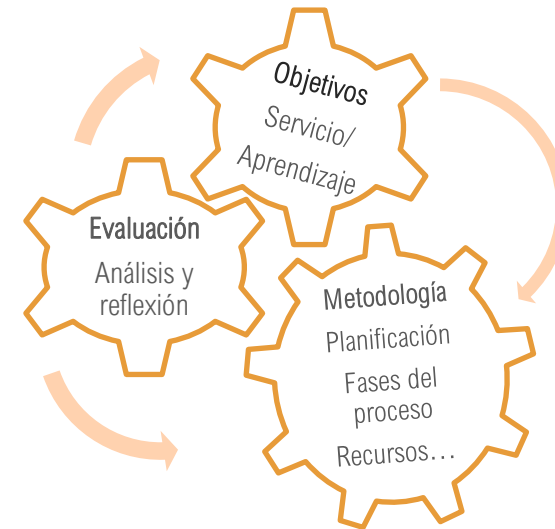 Objetivos
Servicio/
Aprendizaje
Evaluación
Análisis y
reflexión
Metodología
Planificación
Fases del
proceso
Recursos...